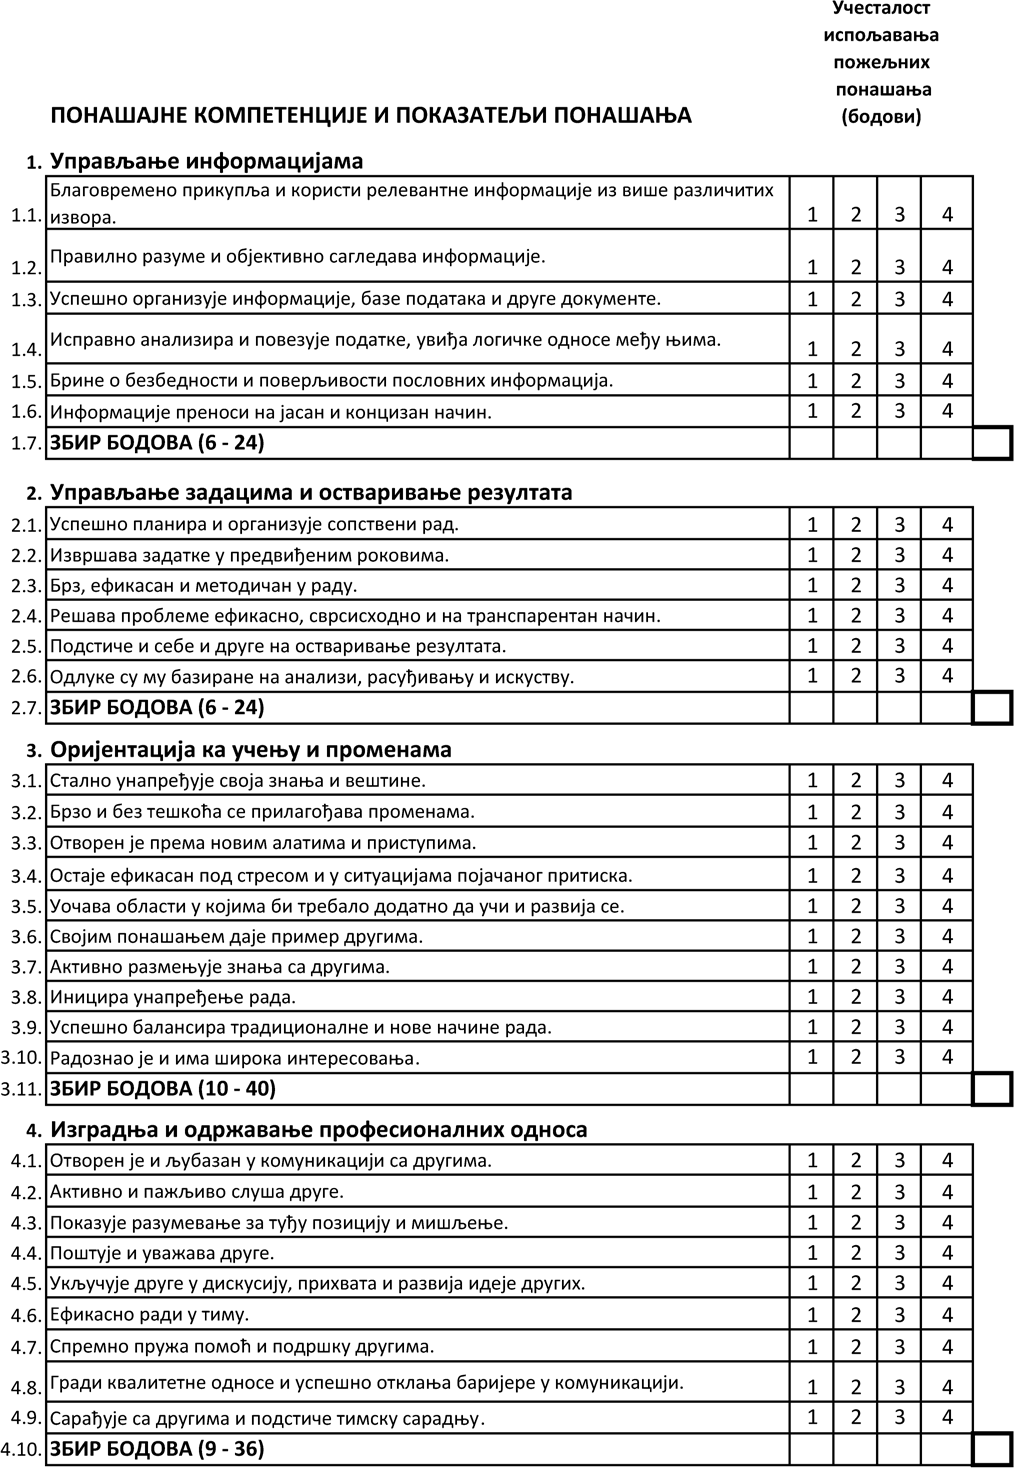 Учесталост
испољавања
пожељних
понашања
(бодови)
ПОНАШАЈНЕ КОМПЕТЕНЦИЈЕ И ПОКАЗАТЕЉИ ПОНАШАЊА
1. Управљање информацијама
Благовремено прикупља и користи релевантне информације из више различитих
1.1. извора. 1 2 3 4
1.2. Правилно разуме и објективно сагледава информације. 1 2 3 4
1.3. Успешно организује информације, базе података и друге документе. 1 2 3 4
1.4. Исправно анализира и повезује податке, увиђа логичке односе међу њима. 1 2 3 4
1.5. Брине о безбедности и поверљивости пословних информација. 1 2 3 4
1.6. Информације преноси на јасан и концизан начин. 1 2 3 4
1.7. ЗБИР БОДОВА (6 - 24)
2. Управљање задацима и остваривање резултата
2.1. Успешно планира и организује сопствени рад. 1 2 3 4
2.2. Извршава задатке у предвиђеним роковима. 1 2 3 4
2.3. Брз, ефикасан и методичан у раду. 1 2 3 4
2.4. Решава проблеме ефикасно, сврсисходно и на транспарентан начин. 1 2 3 4
2.5. Подстиче и себе и друге на остваривање резултата. 1 2 3 4
2.6. Одлуке су му базиране на анализи, расуђивању и искуству. 1 2 3 4
2.7. ЗБИР БОДОВА (6 - 24)
3. Оријентација ка учењу и променама
3.1. Стално унапређује своја знања и вештине. 1 2 3 4
3.2. Брзо и без тешкоћа се прилагођава променама. 1 2 3 4
3.3. Отворен је према новим алатима и приступима. 1 2 3 4
3.4. Остаје ефикасан под стресом и у ситуацијама појачаног притиска. 1 2 3 4
3.5. Уочава области у којима би требало додатно да учи и развија се. 1 2 3 4
3.6. Својим понашањем даје пример другима. 1 2 3 4
3.7. Активно размењује знања са другима. 1 2 3 4
3.8. Иницира унапређење рада. 1 2 3 4
3.9. Успешно балансира традиционалне и нове начине рада. 1 2 3 4
3.10. Радознао је и има широка интересовања. 1 2 3 4
3.11. ЗБИР БОДОВА (10 - 40)
4. Изградња и одржавање професионалних односа
4.1. Отворен је и љубазан у комуникацији са другима. 1 2 3 4
4.2. Активно и пажљиво слуша друге. 1 2 3 4
4.3. Показује разумевање за туђу позицију и мишљење. 1 2 3 4
4.4. Поштује и уважава друге. 1 2 3 4
4.5. Укључује друге у дискусију, прихвата и развија идеје других. 1 2 3 4
4.6. Ефикасно ради у тиму. 1 2 3 4
4.7. Спремно пружа помоћ и подршку другима. 1 2 3 4
4.8. Гради квалитетне односе и успешно отклања баријере у комуникацији. 1 2 3 4
4.9. Сарађује са другима и подстиче тимску сарадњу. 1 2 3 4
4.10. ЗБИР БОДОВА (9 - 36)